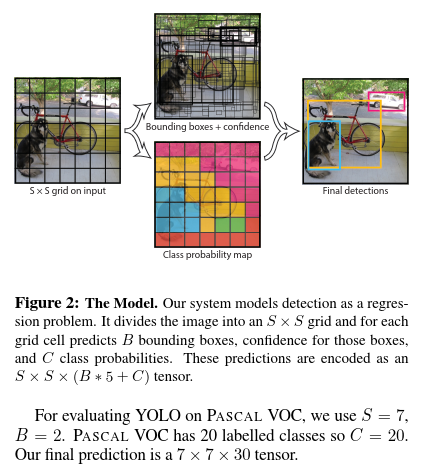 Bounding boxes + confidence
S × S grid on input
Final detections
Class probability map
Figure 2: The Model. Our system models detection as a regres-
sion problem. It divides the image into an S × S grid and for each
grid cell predicts B bounding boxes, confidence for those boxes,
and C class probabilities. These predictions are encoded as an
S × S × (B ∗ 5 + C) tensor.
For evaluating YOLO on PASCAL VOC, we use S = 7,
B = 2. PASCAL VOC has 20 labelled classes so C = 20.
Our final prediction is a 7 × 7 × 30 tensor.